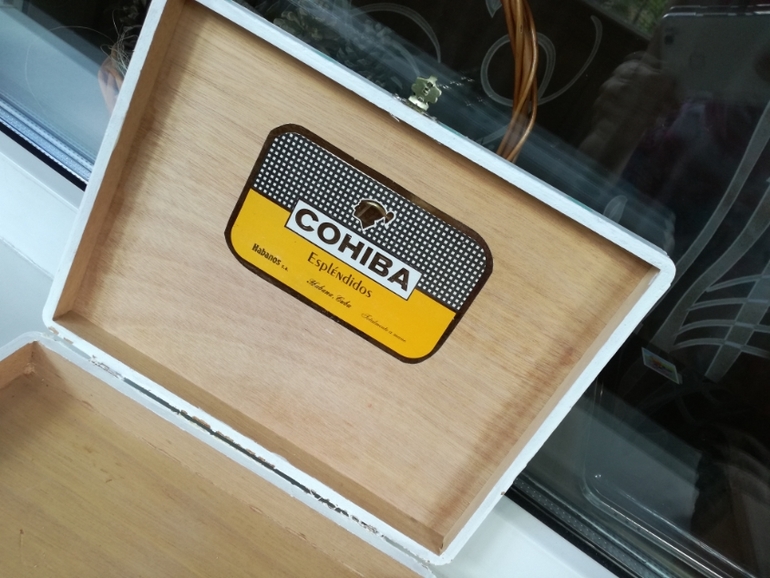 COHIBA
Espléndidos
Habanos s.a.
Habana, Cuba